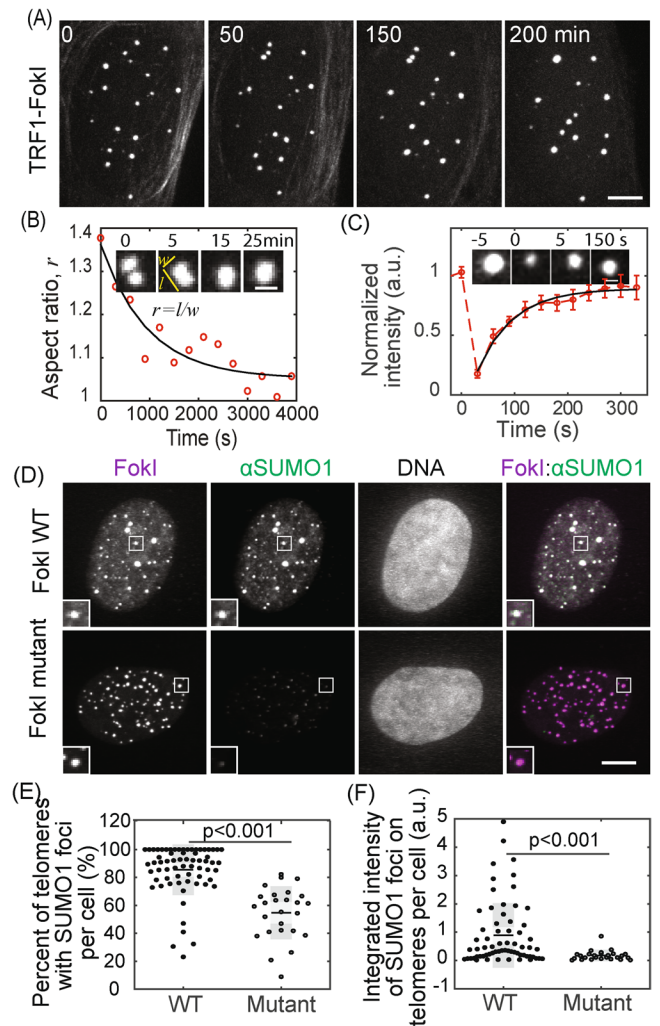 (A)
0
50
150
200 min
TRF1-FokI
(B)
Aspect ratio, r
1.4
1.3
1.2
1.1
1
0
5
15
25min
w
l
r=l/w
0
1000
2000
3000
4000
Time (s)
(C)
Normalized
intensity (a.u.)
1
0.5
0
-5
0
5
150 s
0
100
200
300
Time (s)
(D)
FokI
αSUMO1
DNA
FokI:αSUMO1
FokI WT
FokI mutant
(E)
Percent of telomeres
with SUMO1 foci
per cell (%)
120
100
80
60
40
20
0
p<0.001
WT
Mutant
(F)
Integrated intensity
of SUMO1 foci on
telomeres per cell (a.u.)
5
4
3
2
1
0
-1
p<0.001
WT
Mutant